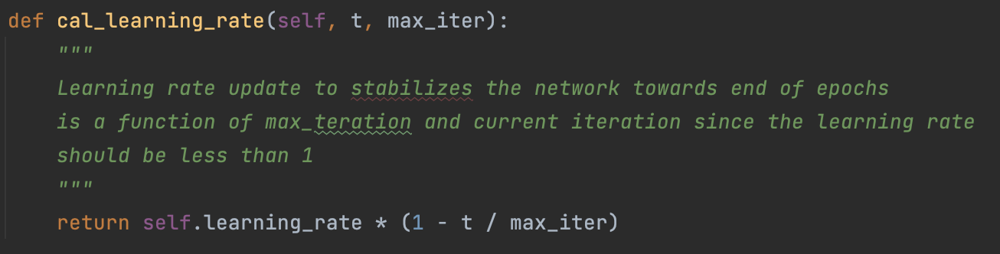 def cal_learning_rate(self, t, max_iter):
"""
Learning rate update to stabilizes the network towards end of epochs
is a function of max_teration and current iteration since the learning rate
should be less than 1
"""
return self.learning_rate * (1 - t / max_iter)